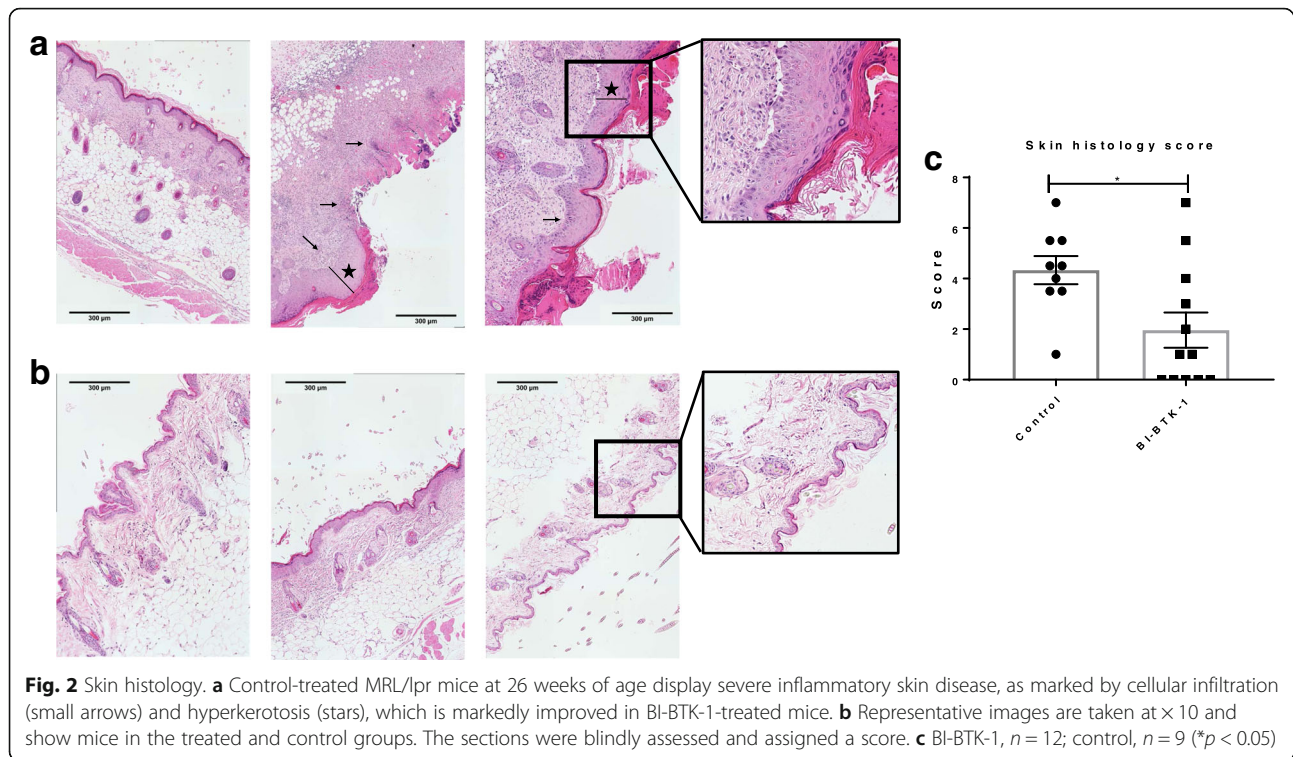 a
300 µm
300 µm
300 µm
b
300 µm
300 µm
300 µm
c
Skin histology score
*
Score
8
6
4
2
0
Control
BI-BTK-1
Fig. 2 Skin histology. a Control-treated MRL/lpr mice at 26 weeks of age display severe inflammatory skin disease, as marked by cellular infiltration
(small arrows) and hyperkerotosis (stars), which is markedly improved in BI-BTK-1-treated mice. b Representative images are taken at × 10 and
show mice in the treated and control groups. The sections were blindly assessed and assigned a score. c BI-BTK-1, n = 12; control, n = 9 (*p < 0.05)